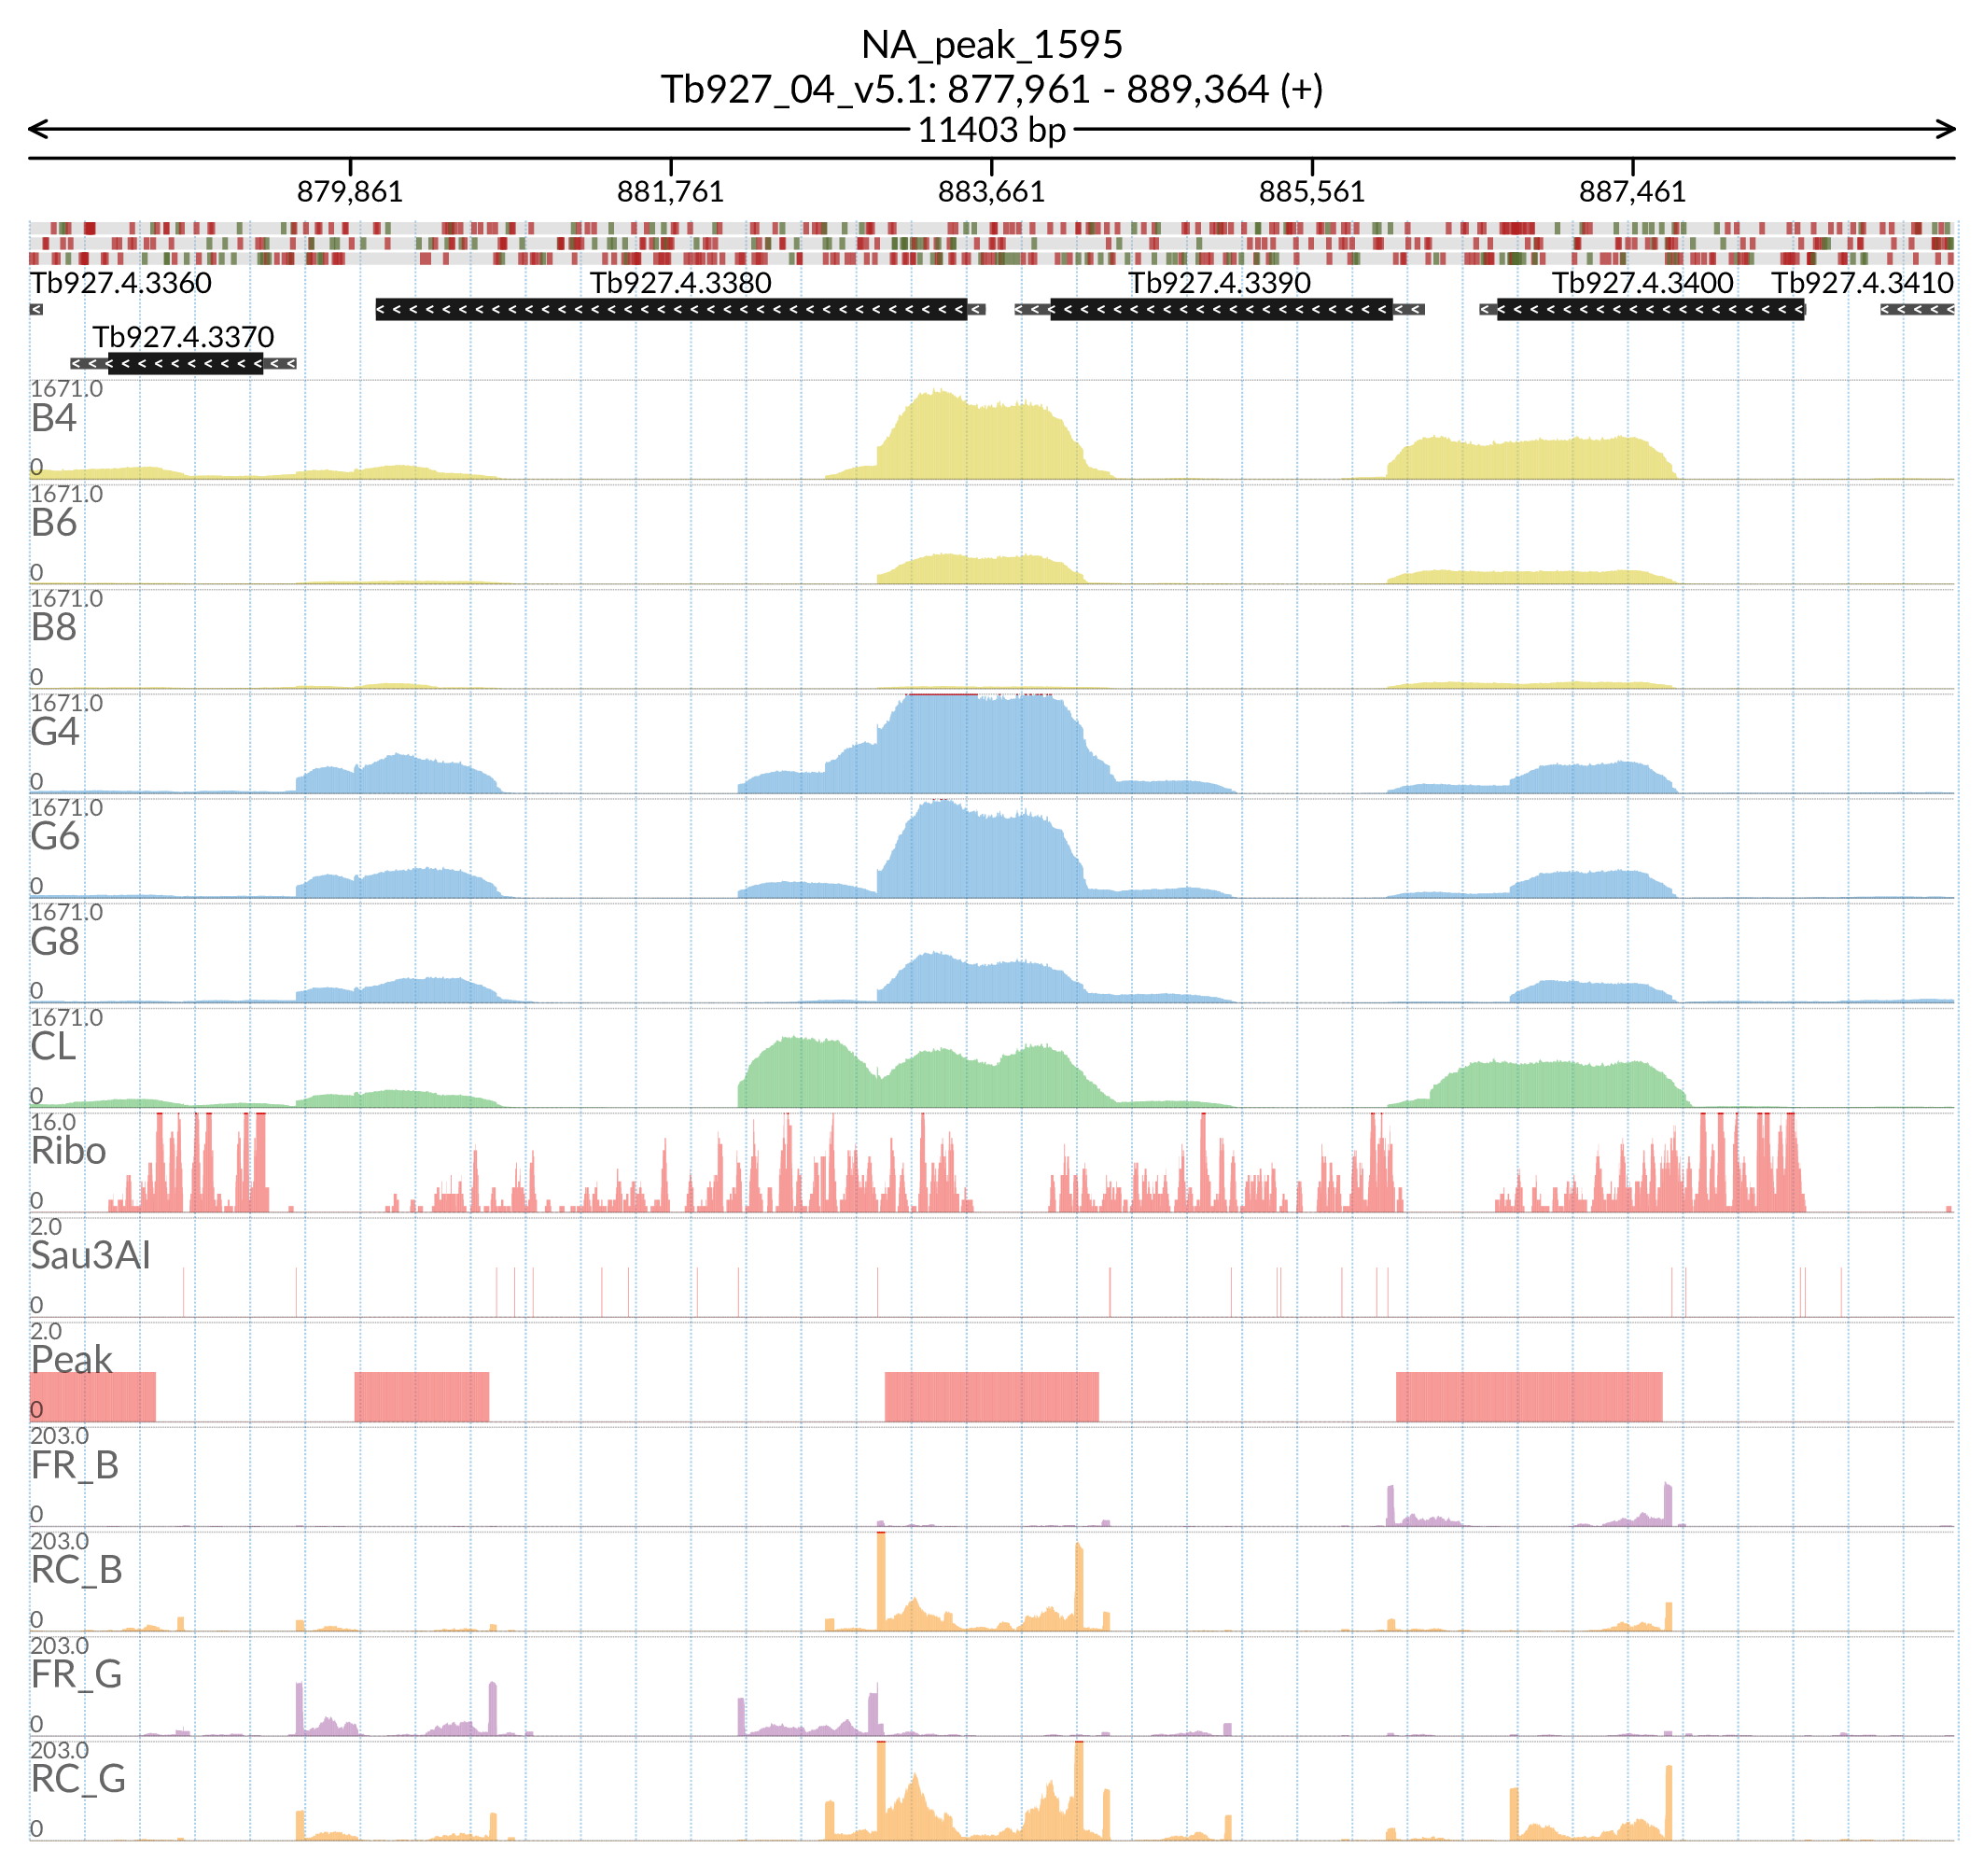 NA_peak_1595
Tb927_04_v5.1: 877,961 - 889,364 (+)
11403 bp
879,861 881,761 883,661 885,561 887,461
Tb927.4.3360 Tb927.4.3380 Tb927.4.3390 Tb927.4.3400 Tb927.4.3410
Tb927.4.3370
1671.0
B4
0
1671.0
B6
0
1671.0
B8
0
1671.0
G4
0
1671.0
G6
0
1671.0
G8
0
1671.0
CL
0
16.0
Ribo
0
2.0
Sau3AI
0
2.0
Peak
0
203.0
FR_B
0
203.0
RC_B
0
203.0
FR_G
0
203.0
RC_G
0